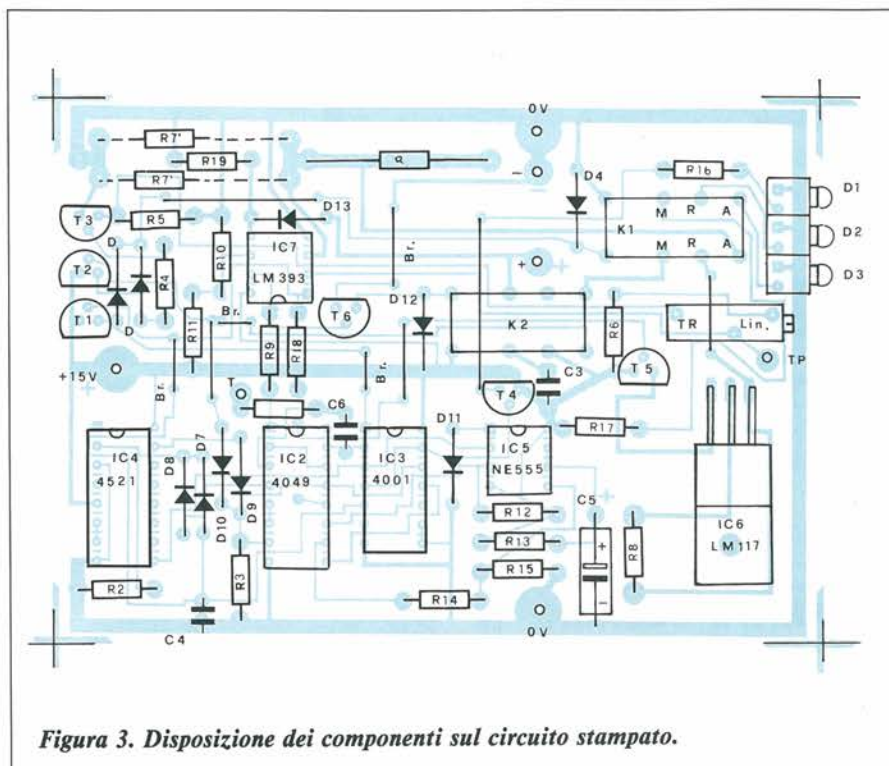 0V
R7'
R19
a
R7'
D4
R16
D1
D13
M R A
K1
D2
T3
R5
IC7
LM393
R10
Br.
M R A
D3
T2
D
R4
+
D12
T1
D
Br.
R11
T6
K2
R6
TR
Lin.
R9
R18
TP
+15V
Br.
Br.
T5
T
C3
T4
C6
D11
R17
D7
D8
IC4
4521
IC2
4049
IC3
4001
IC5
NE555
D10
D9
C5
IC6
LM117
R12
R13
+
R8
R15
R3
R2
R14
C4
0V
Figura 3. Disposizione dei componenti sul circuito stampato.